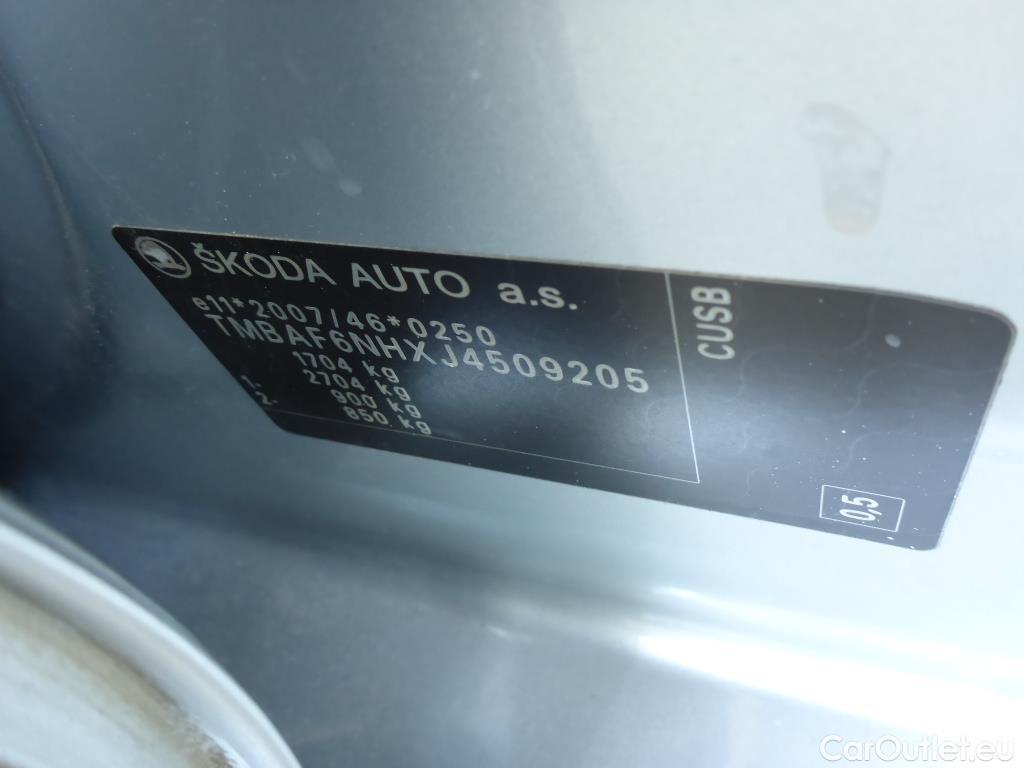 ŠKODA AUTO a.s.
e11*2007/46*0250
TMBAF6NHXJ4509205
1704 kg
2704 kg
1- 900 kg
2- 850 kg
CUSB
0,5
CarOutlet.eu